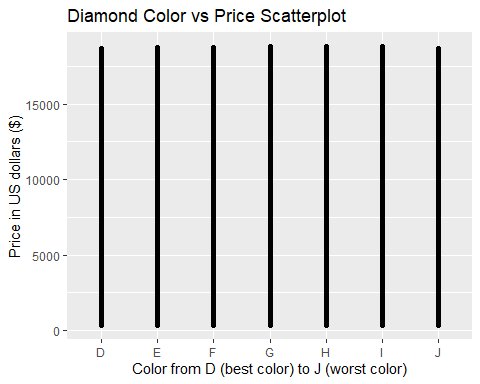 Diamond Color vs Price Scatterplot
Price in US dollars ($)
15000
10000
5000
0
D E F G H I J
Color from D (best color) to J (worst color)